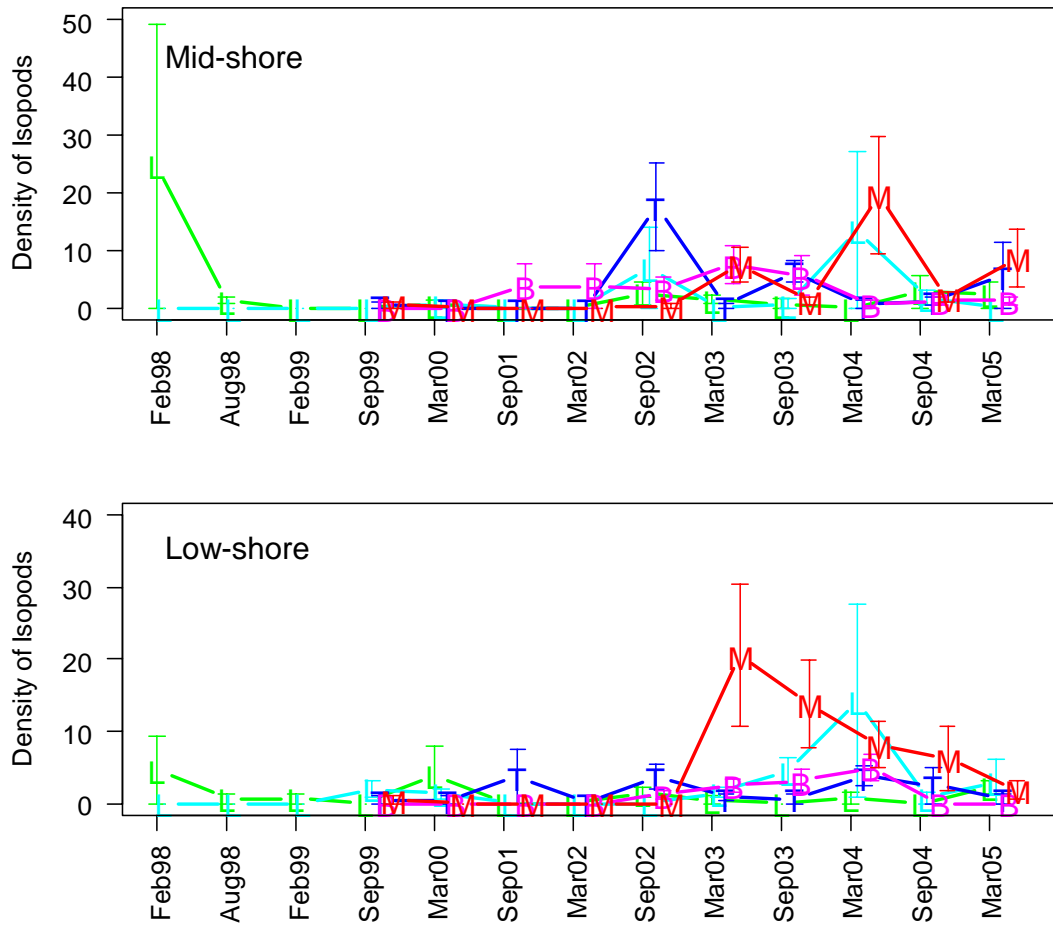 Density of Isopods
50
40
30
20
10
0
Mid-shore
Feb98
Aug98
Feb99
Sep99
Mar00
Sep01
Mar02
Sep02
Mar03
Sep03
Mar04
Sep04
Mar05
Density of Isopods
40
30
20
10
0
Low-shore
Feb98
Aug98
Feb99
Sep99
Mar00
Sep01
Mar02
Sep02
Mar03
Sep03
Mar04
Sep04
Mar05